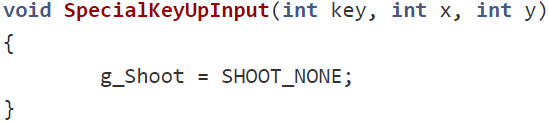 void SpecialKeyUpInput(int key, int x, int y)
{
        g_Shoot = SHOOT_NONE;
}